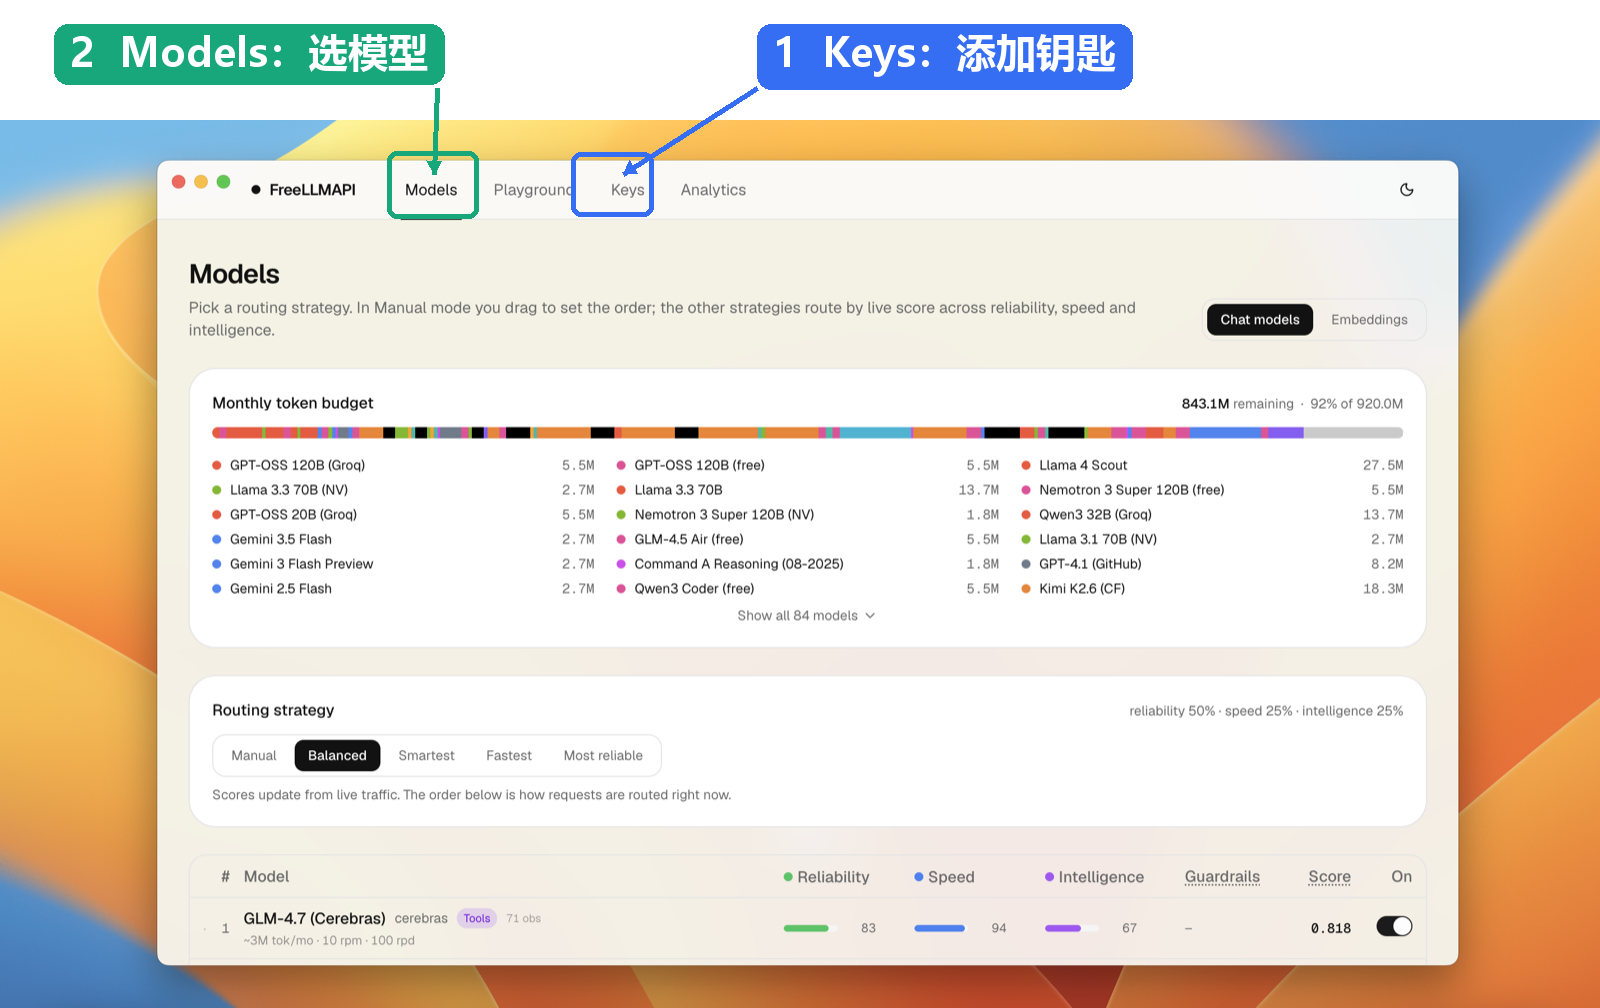 2 Models：选模型
1 Keys：添加钥匙
FreeLLMAPI Models Playground Keys Analytics
Models
Pick a routing strategy. In Manual mode you drag to set the order; the other strategies route by live score across reliability, speed and
intelligence.
Chat models Embeddings
Monthly token budget 843.1M remaining · 92% of 920.0M
GPT-OSS 120B (Groq) 5.5M GPT-OSS 120B (free) 5.5M Llama 4 Scout 27.5M
Llama 3.3 70B (NV) 2.7M Llama 3.3 70B 13.7M Nemotron 3 Super 120B (free) 5.5M
GPT-OSS 20B (Groq) 5.5M Nemotron 3 Super 120B (NV) 1.8M Qwen3 32B (Groq) 13.7M
Gemini 3.5 Flash 2.7M GLM-4.5 Air (free) 5.5M Llama 3.1 70B (NV) 2.7M
Gemini 3 Flash Preview 2.7M Command A Reasoning (08-2025) 1.8M GPT-4.1 (GitHub) 8.2M
Gemini 2.5 Flash 2.7M Qwen3 Coder (free) 5.5M Kimi K2.6 (CF) 18.3M
Show all 84 models
Routing strategy reliability 50% · speed 25% · intelligence 25%
Manual Balanced Smartest Fastest Most reliable
Scores update from live traffic. The order below is how requests are routed right now.
# Model Reliability Speed Intelligence Guardrails Score On
1 GLM-4.7 (Cerebras) cerebras Tools 71 obs 83 94 67 – 0.818
~3M tok/mo · 10 rpm · 100 rpd